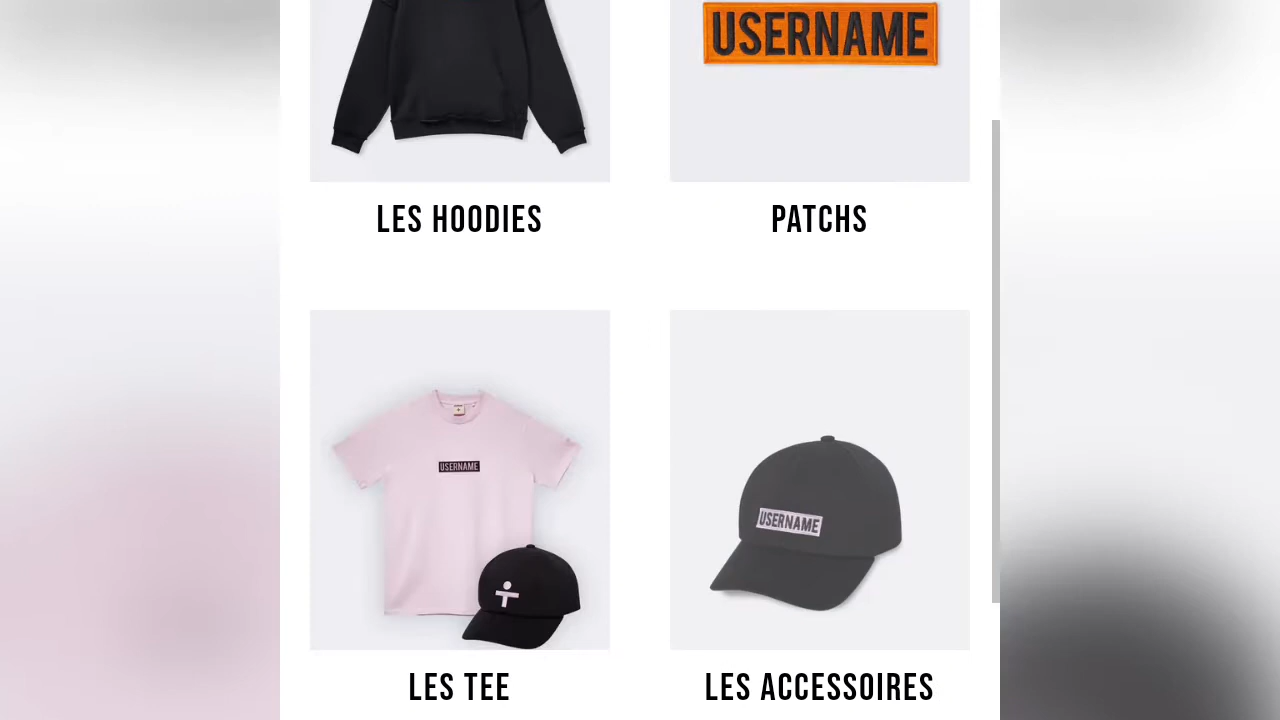 USERNAME
LES HOODIES
PATCHS
USERNAME
USERNAME
LES TEE
LES ACCESSOIRES